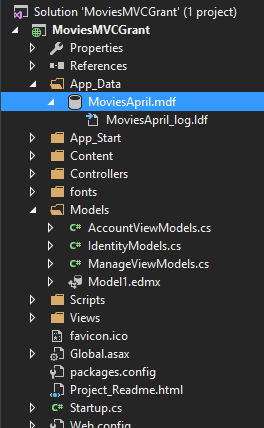 Solution 'MoviesMVCGrant' (1 project)
MoviesMVCGrant
Properties
References
App_Data
MoviesApril.mdf
MoviesApril_log.ldf
App_Start
Content
Controllers
fonts
Models
AccountViewModels.cs
IdentityModels.cs
ManageViewModels.cs
Model1.edmx
Scripts
Views
favicon.ico
Global.asax
packages.config
Project_Readme.html
Startup.cs
Web.config